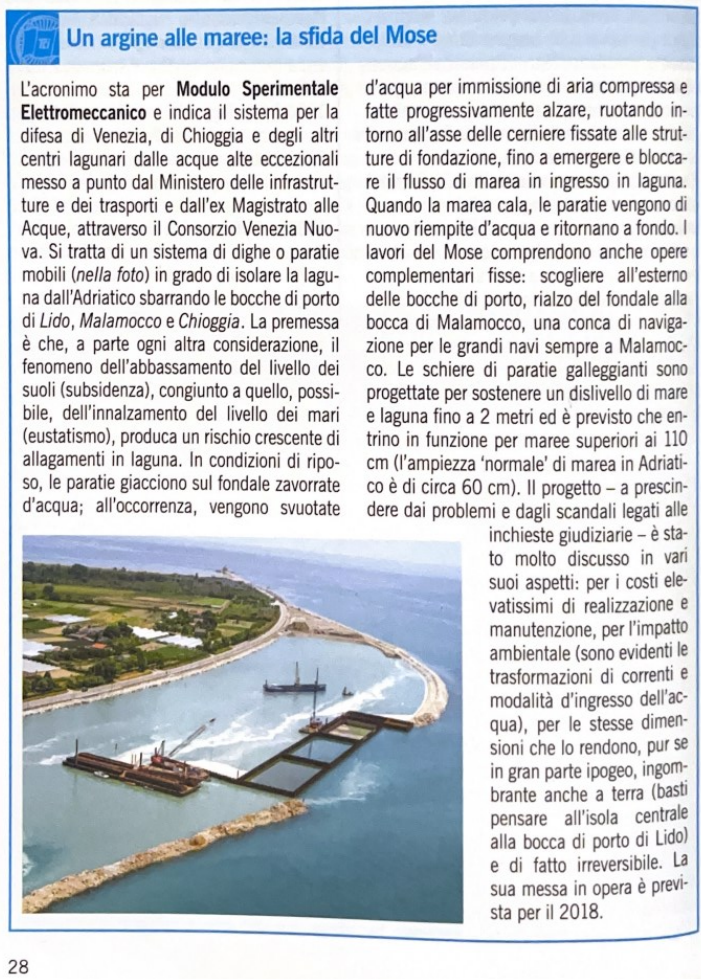 Un argine alle maree: la sfida del Mose
L'acronimo sta per Modulo Sperimentale
Elettromeccanico e indica il sistema per la
difesa di Venezia, di Chioggia e degli altri
centri lagunari dalle acque alte eccezionali
messo a punto dal Ministero delle infrastrut-
ture e dei trasporti e dall'ex Magistrato alle
Acque, attraverso il Consorzio Venezia Nuo-
va. Si tratta di un sistema di dighe o paratie
mobili (nella foto) in grado di isolare la lagu-
na dall'Adriatico sbarrando le bocche di porto
di Lido, Malamocco e Chioggia. La premessa
è che, a parte ogni altra considerazione, il
fenomeno dell'abbassamento del livello dei
suoli (subsidenza), congiunto a quello, possi-
bile, dell'innalzamento del livello dei mari
(eustatismo), produca un rischio crescente di
allagamenti in laguna. In condizioni di ripo-
so, le paratie giacciono sul fondale zavorrate
d'acqua; all'occorrenza, vengono svuotate
d'acqua per immissione di aria compressa e
fatte progressivamente alzare, ruotando in-
torno all'asse delle cerniere fissate alle strut-
ture di fondazione, fino a emergere e blocca-
re il flusso di marea in ingresso in laguna.
Quando la marea cala, le paratie vengono di
nuovo riempite d'acqua e ritornano a fondo. I
lavori del Mose comprendono anche opere
complementari fisse: scogliere all'esterno
delle bocche di porto, rialzo del fondale alla
bocca di Malamocco, una conca di naviga-
zione per le grandi navi sempre a Malamoc-
co. Le schiere di paratie galleggianti sono
progettate per sostenere un dislivello di mare
e laguna fino a 2 metri ed è previsto che en-
trino in funzione per maree superiori ai 110
cm (l'ampiezza 'normale' di marea in Adriati-
co è di circa 60 cm). Il progetto – a prescin-
dere dai problemi e dagli scandali legati alle
inchieste giudiziarie – è sta-
to molto discusso in vari
suoi aspetti: per i costi ele-
vatissimi di realizzazione e
manutenzione, per l'impatto
ambientale (sono evidenti le
trasformazioni di correnti e
modalità d'ingresso dell'ac-
qua), per le stesse dimen-
sioni che lo rendono, pur se
in gran parte ipogeo, ingom-
brante anche a terra (basti
pensare all'isola centrale
alla bocca di porto di Lido)
e di fatto irreversibile. La
sua messa in opera è previ-
sta per il 2018.
28